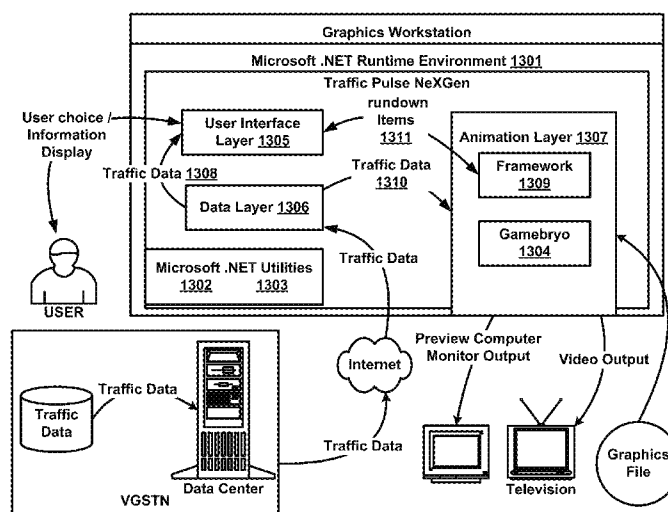 Graphics Workstation
Microsoft .NET Runtime Environment 1301
Traffic Pulse NeXGen
User choice /
Information
Display
User Interface
Layer 1305
rundown
Items
1311
Animation Layer 1307
Framework
1309
Traffic Data 1308
Traffic Data
1310
Data Layer 1306
Gamebryo
1304
Traffic Data
Microsoft .NET Utilities
1302 1303
USER
Internet
Preview Computer
Monitor Output
Video Output
Traffic Data
Traffic
Data
Traffic Data
Data Center
VGSTN
Television
Graphics
File